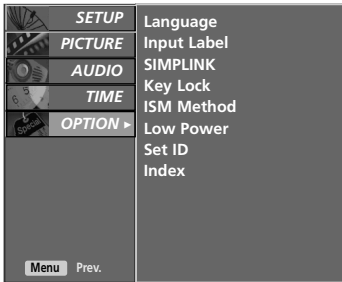 SETUP
PICTURE
AUDIO
TIME
OPTION ►
Language
Input Label
SIMPLINK
Key Lock
ISM Method
Low Power
Set ID
Index
Special
Menu Prev.